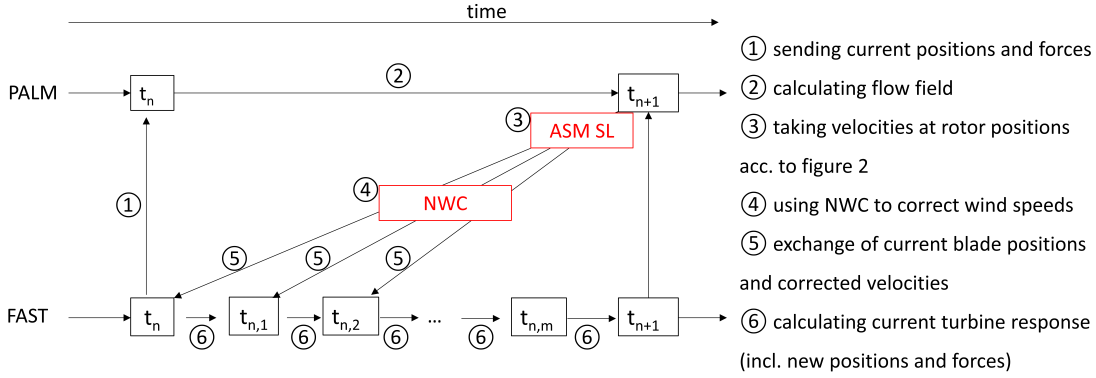 time
① sending current positions and forces
PALM
tₙ
②
tₙ₊₁
② calculating flow field
③
ASM SL
③ taking velocities at rotor positions
acc. to figure 2
①
④
NWC
④ using NWC to correct wind speeds
⑤
⑤
⑤
⑤ exchange of current blade positions
and corrected velocities
FAST
tₙ
tₙ,₁
tₙ,₂
...
tₙ,ₘ
tₙ₊₁
⑥
⑥
⑥
⑥
⑥
⑥ calculating current turbine response
(incl. new positions and forces)